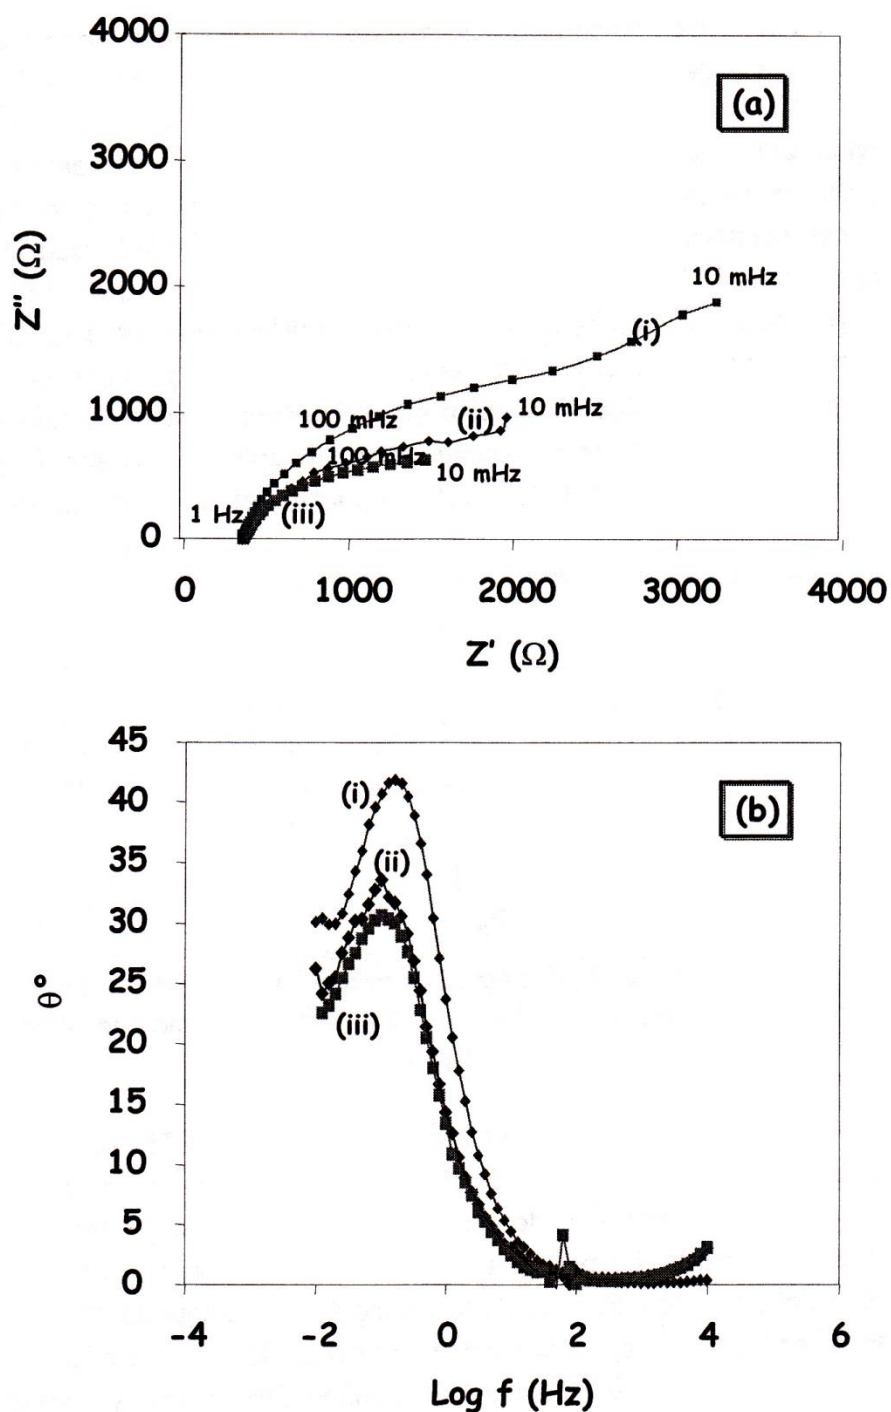 4000
(a)
3000
Z'' (Ω)
2000
10 mHz
(i)
1000
100 mHz
(ii)
10 mHz
100 mHz
10 mHz
1 Hz
(iii)
0
0 1000 2000 3000 4000
Z' (Ω)
45
(b)
40
(i)
35
(ii)
30
25
θ°
(iii)
20
15
10
5
0
-4 -2 0 2 4 6
Log f (Hz)